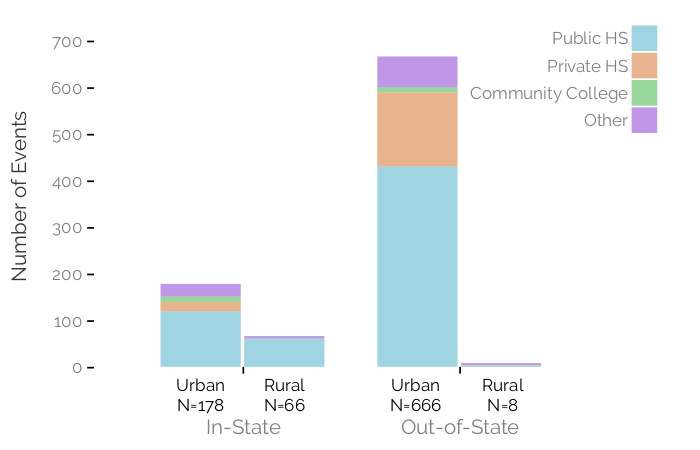 Number of Events
700
600
500
400
300
200
100
0
Public HS
Private HS
Community College
Other
Urban
N=178
Rural
N=66
In-State
Urban
N=666
Rural
N=8
Out-of-State